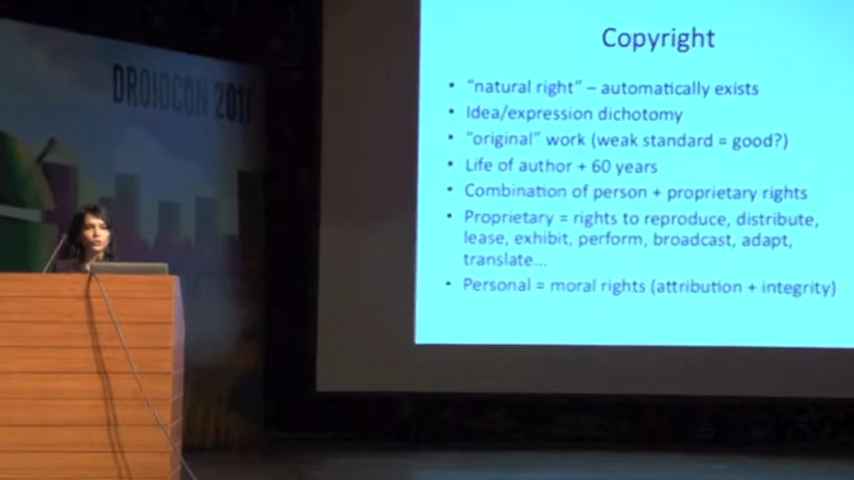 DROIDCON 2011
Copyright
• "natural right" – automatically exists
• Idea/expression dichotomy
• "original" work (weak standard = good?)
• Life of author + 60 years
• Combination of person + proprietary rights
• Proprietary = rights to reproduce, distribute,
lease, exhibit, perform, broadcast, adapt,
translate...
• Personal = moral rights (attribution + integrity)